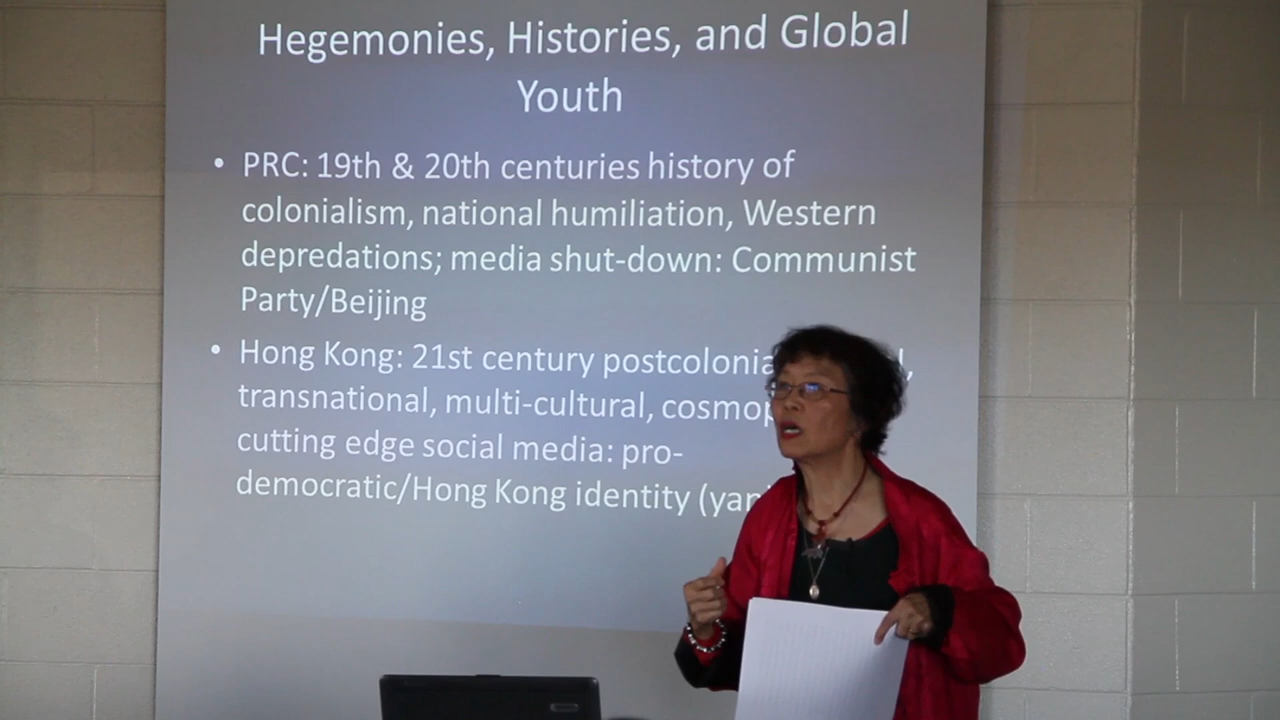 Hegemonies, Histories, and Global
Youth
• PRC: 19th & 20th centuries history of
colonialism, national humiliation, Western
depredations; media shut-down: Communist
Party/Beijing
• Hong Kong: 21st century
transnational, multi-cultural,
cutting edge social media: pro-
democratic/Hong Kong identity